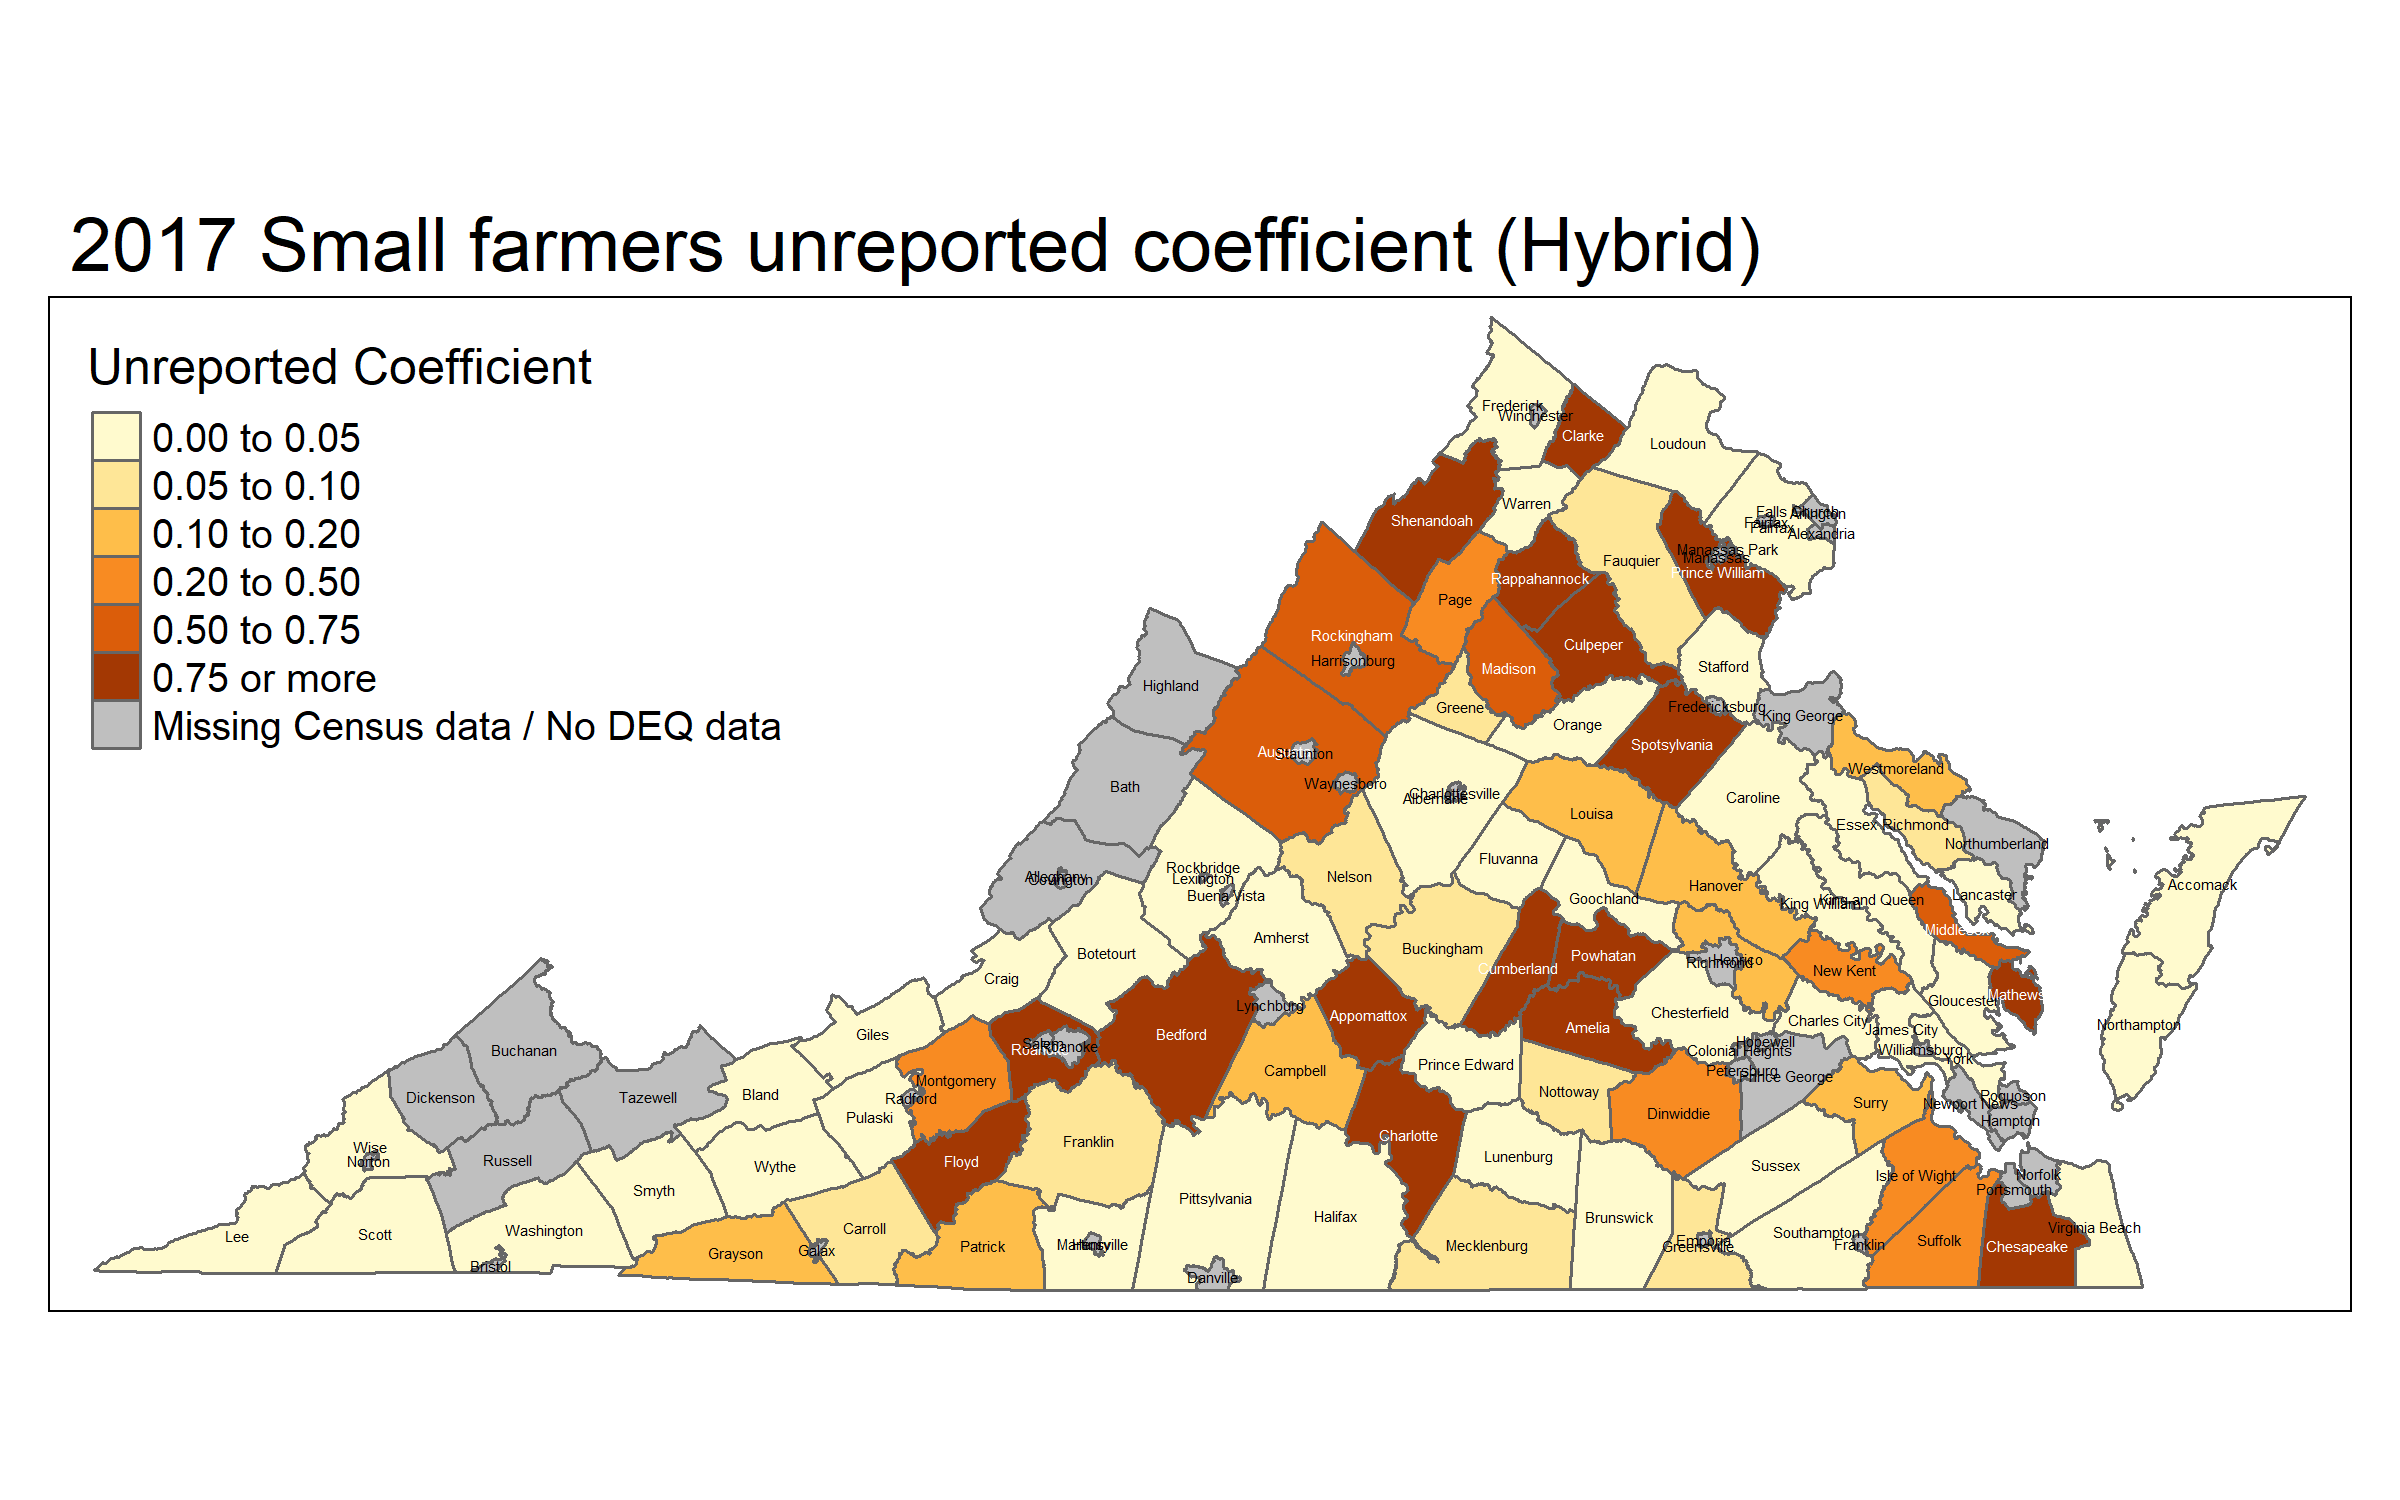 2017 Small farmers unreported coefficient (Hybrid)
Unreported Coefficient
0.00 to 0.05
0.05 to 0.10
0.10 to 0.20
0.20 to 0.50
0.50 to 0.75
0.75 or more
Missing Census data / No DEQ data
Frederick
Winchester
Clarke
Loudoun
Warren
Shenandoah
Falls Church
Arlington
Fairfax
Fairfax
Alexandria
Manassas Park
Manassas
Prince William
Fauquier
Rappahannock
Page
Rockingham
Harrisonburg
Culpeper
Madison
Stafford
Highland
Greene
Fredericksburg
King George
Orange
Spotsylvania
Augusta
Staunton
Waynesboro
Westmoreland
Bath
Charlottesville
Albemarle
Caroline
Louisa
Essex
Richmond
Northumberland
Fluvanna
Rockbridge
Lexington
Buena Vista
Alleghany
Covington
Nelson
Hanover
Accomack
Lancaster
Goochland
King William
King and Queen
Middlesex
Amherst
Buckingham
Botetourt
Powhatan
Richmond
Henrico
Cumberland
New Kent
Craig
Mathews
Gloucester
Lynchburg
Appomattox
Chesterfield
Charles City
James City
Northampton
Amelia
Bedford
Giles
Salem
Roanoke
Roanoke
Hopewell
Colonial Heights
Williamsburg
York
Buchanan
Prince Edward
Petersburg
Prince George
Campbell
Montgomery
Radford
Bland
Tazewell
Dickenson
Nottoway
Surry
Poquoson
Newport News
Hampton
Dinwiddie
Pulaski
Charlotte
Franklin
Wise
Norton
Russell
Floyd
Wythe
Lunenburg
Sussex
Isle of Wight
Norfolk
Portsmouth
Smyth
Pittsylvania
Halifax
Brunswick
Southampton
Franklin
Virginia Beach
Suffolk
Chesapeake
Lee
Scott
Washington
Carroll
Grayson
Galax
Patrick
Martinsville
Henry
Mecklenburg
Emporia
Greensville
Bristol
Danville